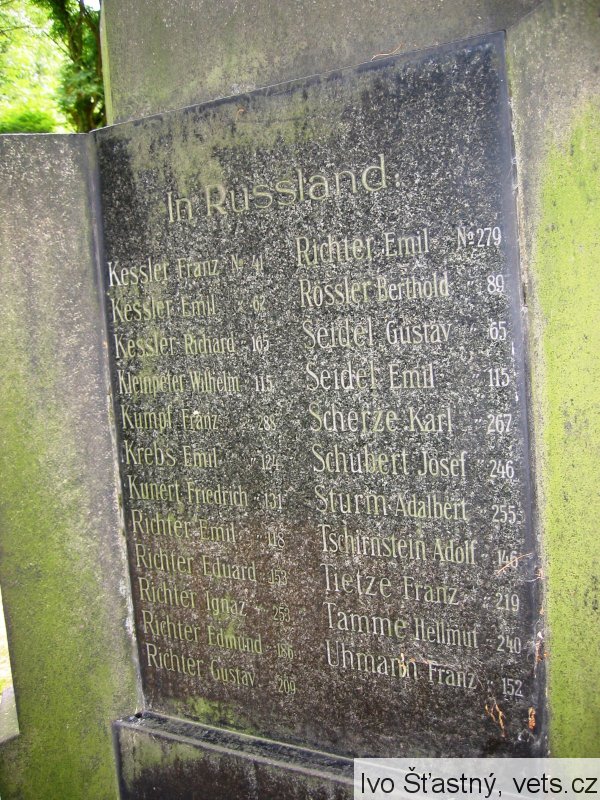 In Russland.
Kessler Franz No 41
Kessler Emil " 62
Kessler Richard " 165
Kleinpeter Wilhelm " 115
Kumpf Franz " 288
Krebs Emil " 124
Kunert Friedrich " 131
Richter Emil " 118
Richter Eduard " 153
Richter Ignaz " 253
Richter Edmund " 186
Richter Gustav " 209
Richter Emil " No 279
Rössler Berthold " 89
Seidel Gustav " 65
Seidel Emil " 115
Scherze Karl " 267
Schubert Josef " 246
Sturm Adalbert " 255
Tschirnstein Adolf " 146
Tietze Franz " 219
Tamme Hellmut " 240
Uhmann Franz " 152
Ivo Šťastný, vets.cz